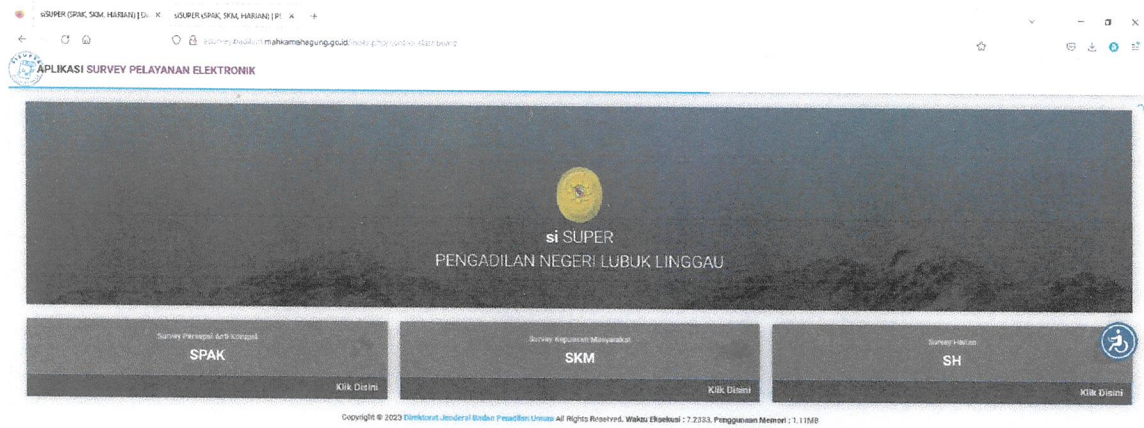 siSUPER (SPAK, SKM, HARIAN) | D
siSUPER (SPAK, SKM, HARIAN) | P
mahkamahagung.go.id
APLIKASI SURVEY PELAYANAN ELEKTRONIK
si SUPER
PENGADILAN NEGERI LUBUK LINGGAU
Survey Persepsi Anti Korupsi
SPAK
Klik Disini
Survey Kepuasan Masyarakat
SKM
Klik Disini
Survey Harian
SH
Klik Disini
Copyright © 2023 Direktorat Jenderal Badan Peradilan Umum All Rights Reserved. Waktu Eksekusi : 7.2333, Penggunaan Memori : 1.11MB